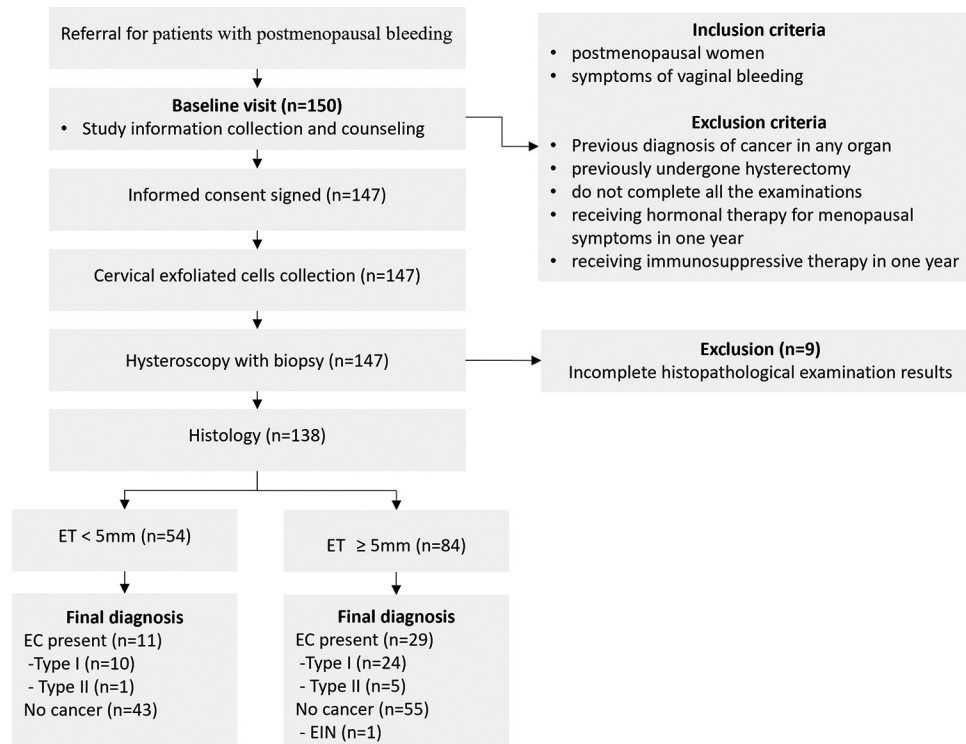 Referral for patients with postmenopausal bleeding
Baseline visit (n=150)
• Study information collection and counseling
Informed consent signed (n=147)
Cervical exfoliated cells collection (n=147)
Hysteroscopy with biopsy (n=147)
Histology (n=138)
Inclusion criteria
• postmenopausal women
• symptoms of vaginal bleeding
Exclusion criteria
• Previous diagnosis of cancer in any organ
• previously undergone hysterectomy
• do not complete all the examinations
• receiving hormonal therapy for menopausal
symptoms in one year
• receiving immunosuppressive therapy in one year
Exclusion (n=9)
Incomplete histopathological examination results
ET < 5mm (n=54)
Final diagnosis
EC present (n=11)
-Type I (n=10)
- Type II (n=1)
No cancer (n=43)
ET ≥ 5mm (n=84)
Final diagnosis
EC present (n=29)
-Type I (n=24)
- Type II (n=5)
No cancer (n=55)
- EIN (n=1)